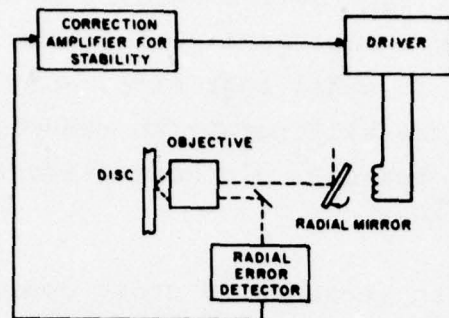 CORRECTION
AMPLIFIER FOR
STABILITY
DRIVER
OBJECTIVE
DISC
RADIAL MIRROR
RADIAL
ERROR
DETECTOR